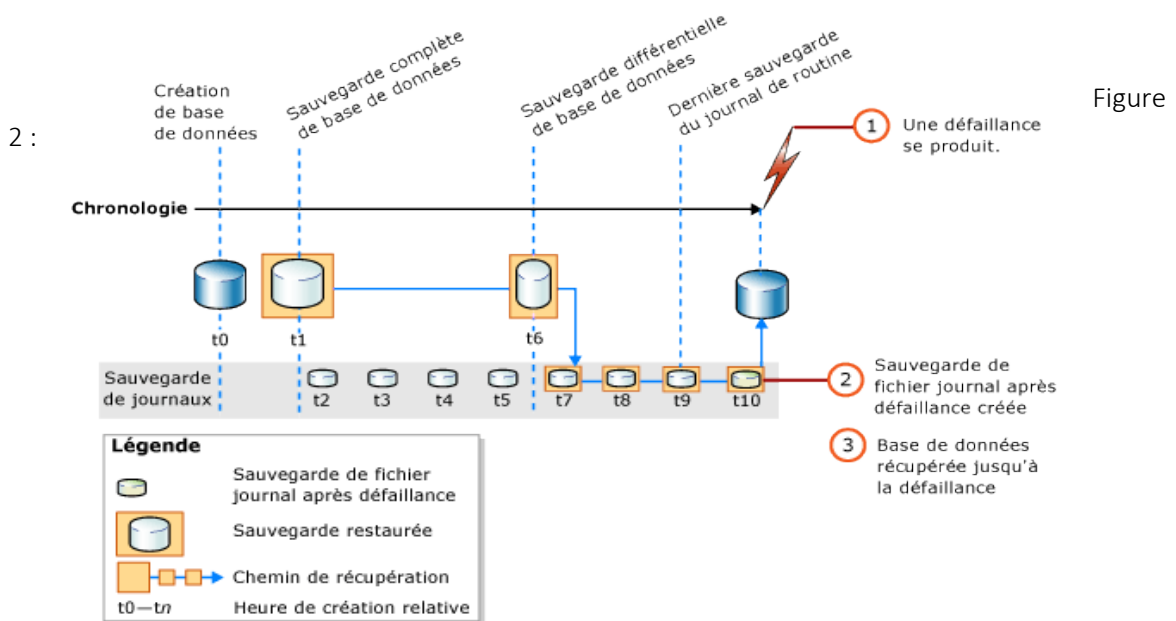 Figure
2 :
Création
de base
de données
Sauvegarde complète
de base de données
Sauvegarde différentielle
de base de données
Dernière sauvegarde
du journal de routine
1
Une défaillance
se produit.
Chronologie
t0
t1
t6
Sauvegarde
de journaux
t2
t3
t4
t5
t7
t8
t9
t10
2
Sauvegarde de
fichier journal après
défaillance créée
3
Base de données
récupérée jusqu'à
la défaillance
Légende
Sauvegarde de fichier
journal après défaillance
Sauvegarde restaurée
Chemin de récupération
t0—tn
Heure de création relative